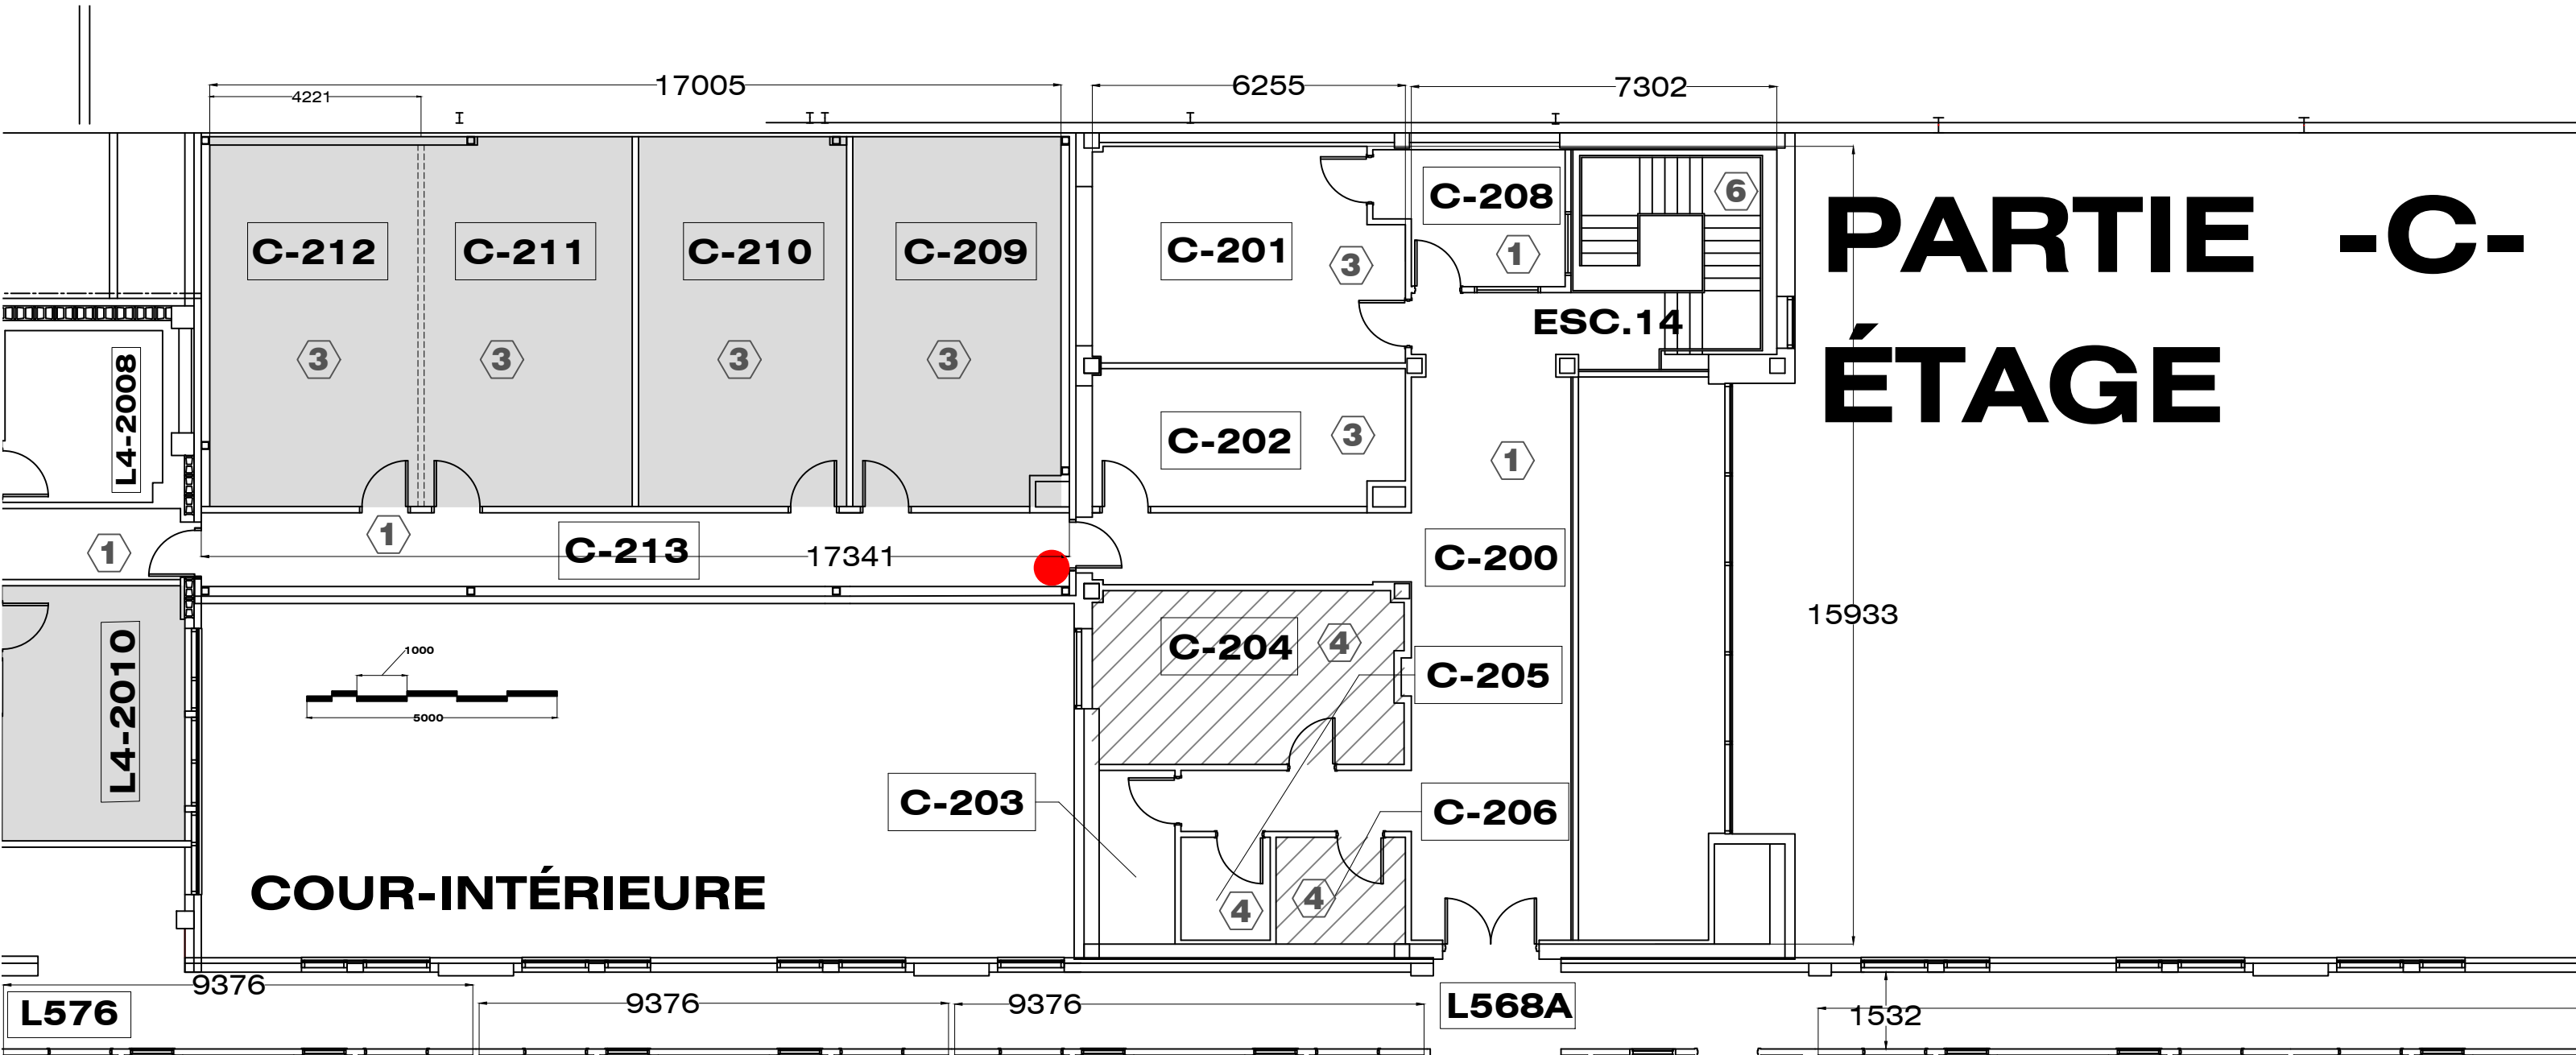 17005
6255
7302
4221
I
I I
I
I
I
I
PARTIE -C-
ÉTAGE
C-212
C-211
C-210
C-209
C-201
C-208
6
3
1
ESC.14
L4-2008
3
3
3
3
C-202
3
1
1
1
C-213
17341
C-200
15933
C-204
4
C-205
L4-2010
1000
5000
C-203
C-206
COUR-INTÉRIEURE
4
4
9376
9376
9376
L576
L568A
1532